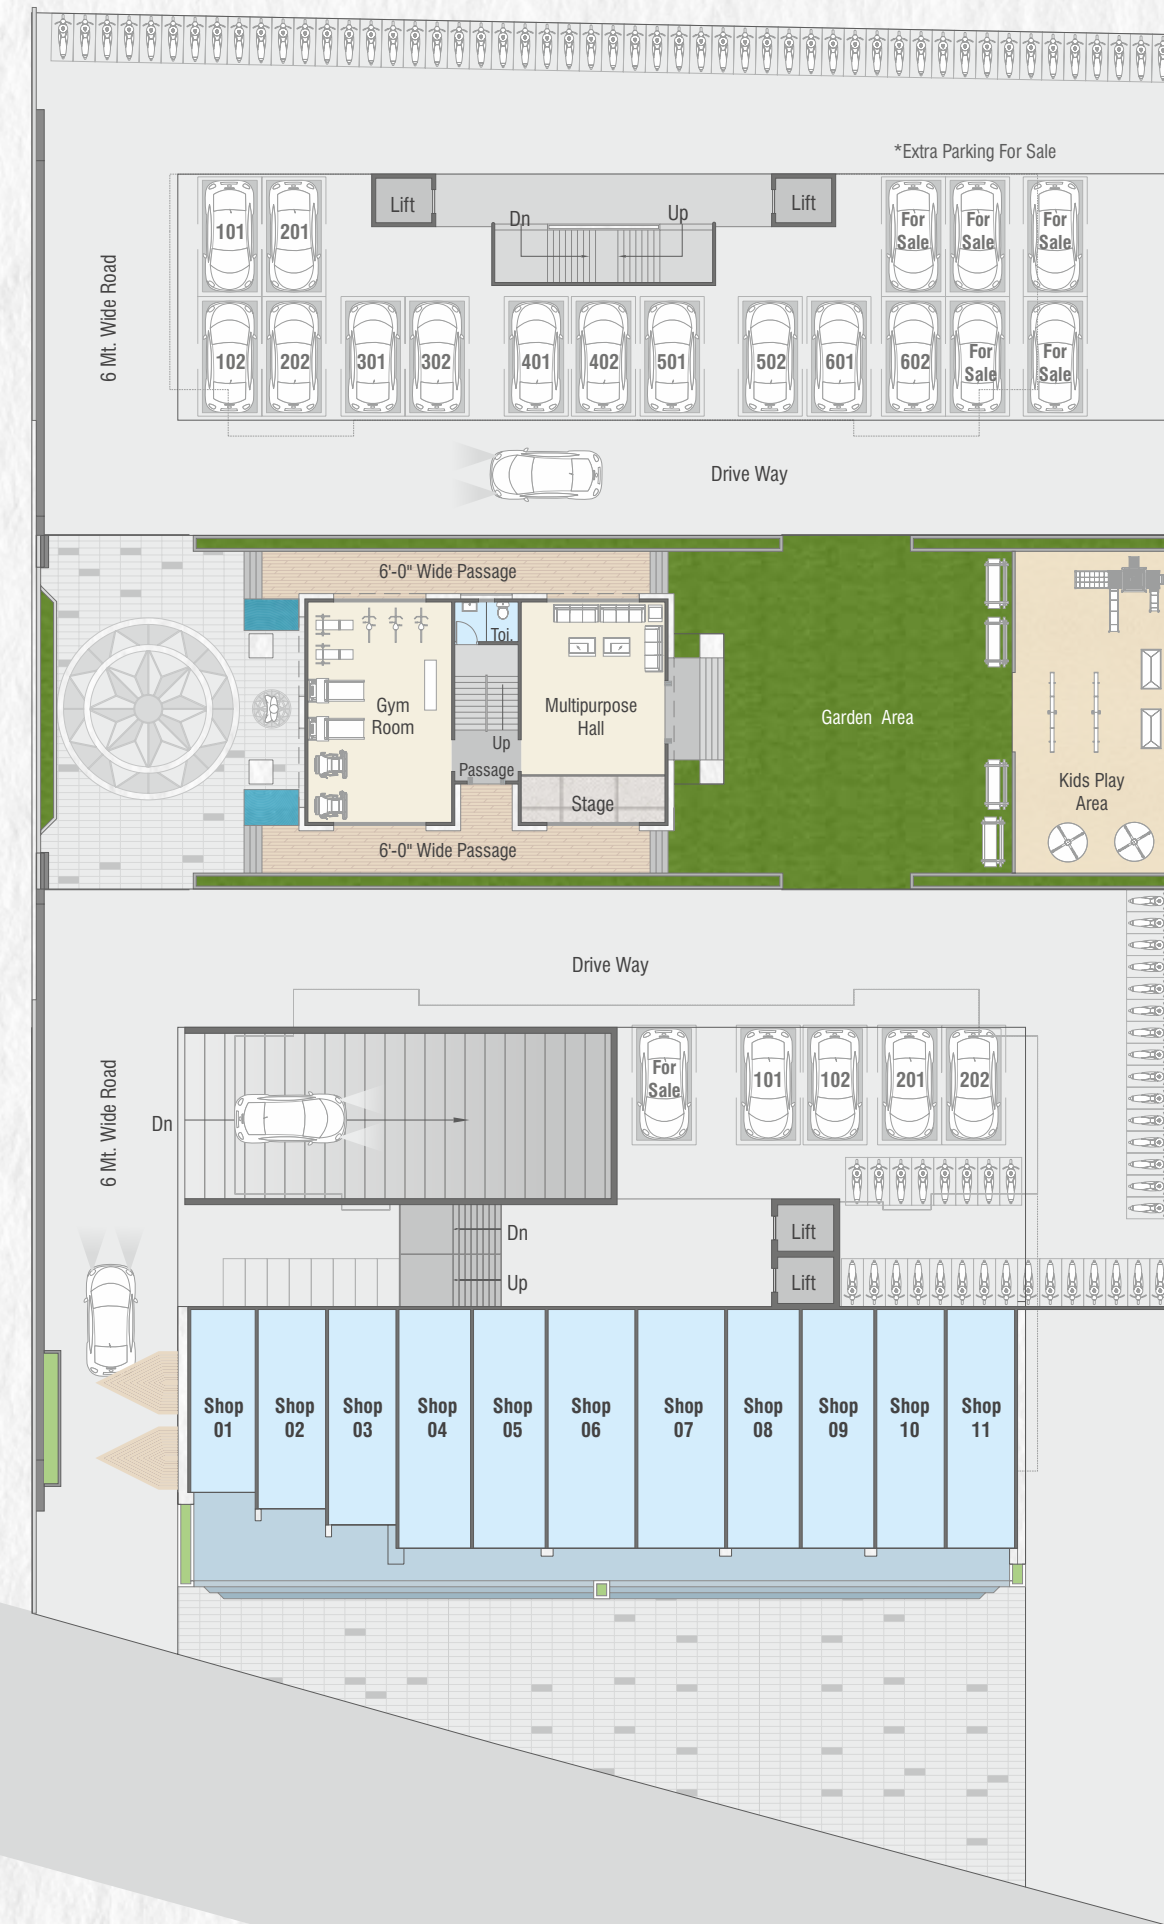 *Extra Parking For Sale
Lift
Lift
Dn
Up
101
201
For
Sale
For
Sale
For
Sale
6 Mt. Wide Road
102
202
301
302
401
402
501
502
601
602
For
Sale
For
Sale
Drive Way
6'-0" Wide Passage
Toi.
Gym
Room
Multipurpose
Hall
Up
Passage
Stage
Garden Area
Kids Play
Area
6'-0" Wide Passage
Drive Way
6 Mt. Wide Road
Dn
For
Sale
101
102
201
202
Dn
Up
Lift
Lift
Shop
01
Shop
02
Shop
03
Shop
04
Shop
05
Shop
06
Shop
07
Shop
08
Shop
09
Shop
10
Shop
11